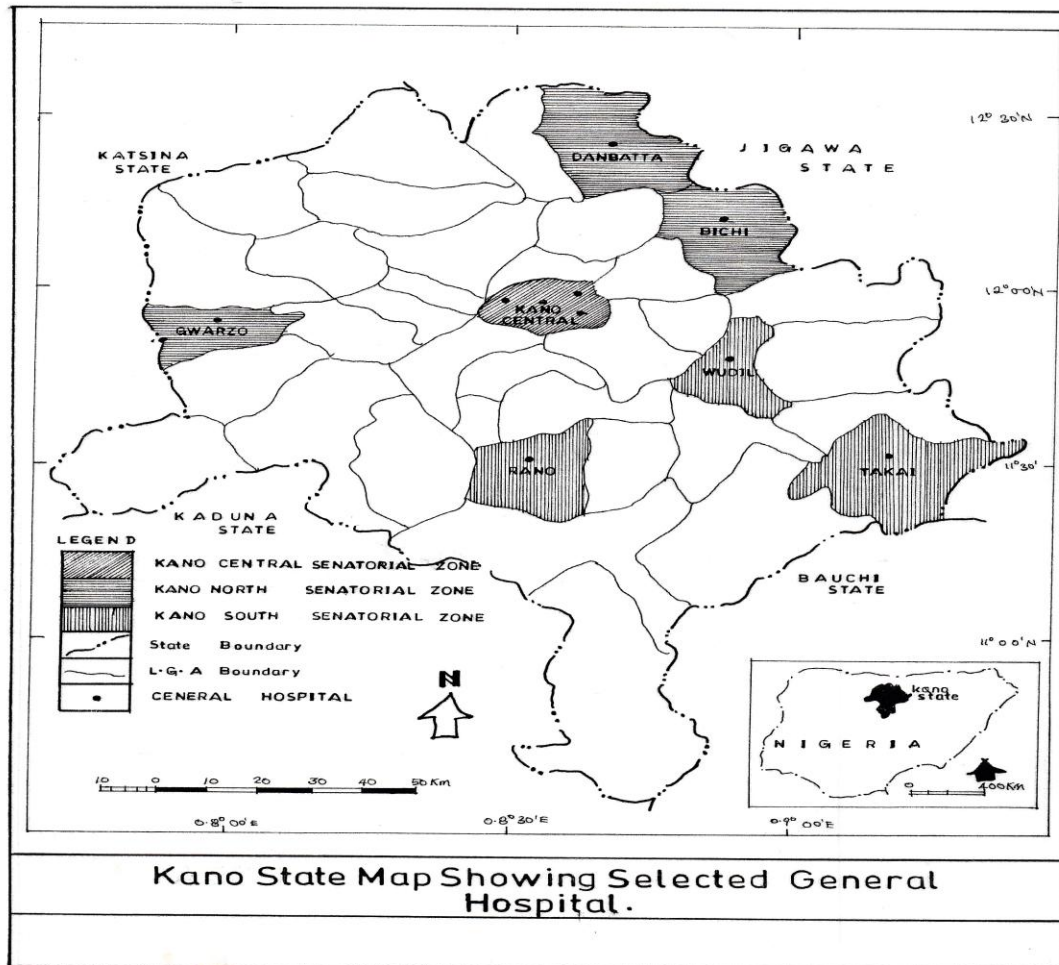 12° 30'N
KATSINA
STATE
DANBATTA
JIGAWA
STATE
BICHI
12° 00'N
KANO
CENTRAL
GWARZO
WUDIL
RANO
TAKAI
11° 30'
KADUNA
STATE
LEGEND
KANO CENTRAL SENATORIAL ZONE
KANO NORTH SENATORIAL ZONE
KANO SOUTH SENATORIAL ZONE
State Boundary
L.G.A Boundary
GENERAL HOSPITAL
BAUCHI
STATE
11° 00'N
N
kano
state
NIGERIA
0 400Km
10 0 10 20 30 40 50 Km
0.8° 00'E
0.8° 30'E
0.9° 00'E
Kano State Map Showing Selected General
Hospital.